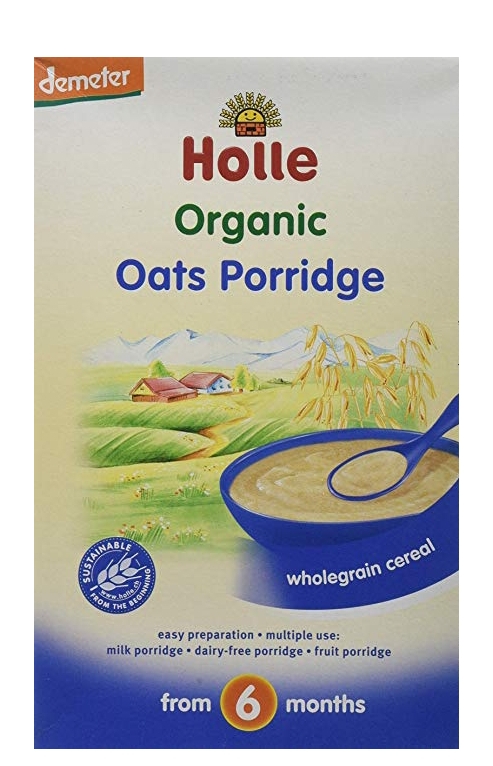 demeter
Holle
Organic
Oats Porridge
wholegrain cereal
SUSTAINABLE
www.holle.ch
FROM THE BEGINNING
easy preparation • multiple use:
milk porridge • dairy-free porridge • fruit porridge
from 6 months